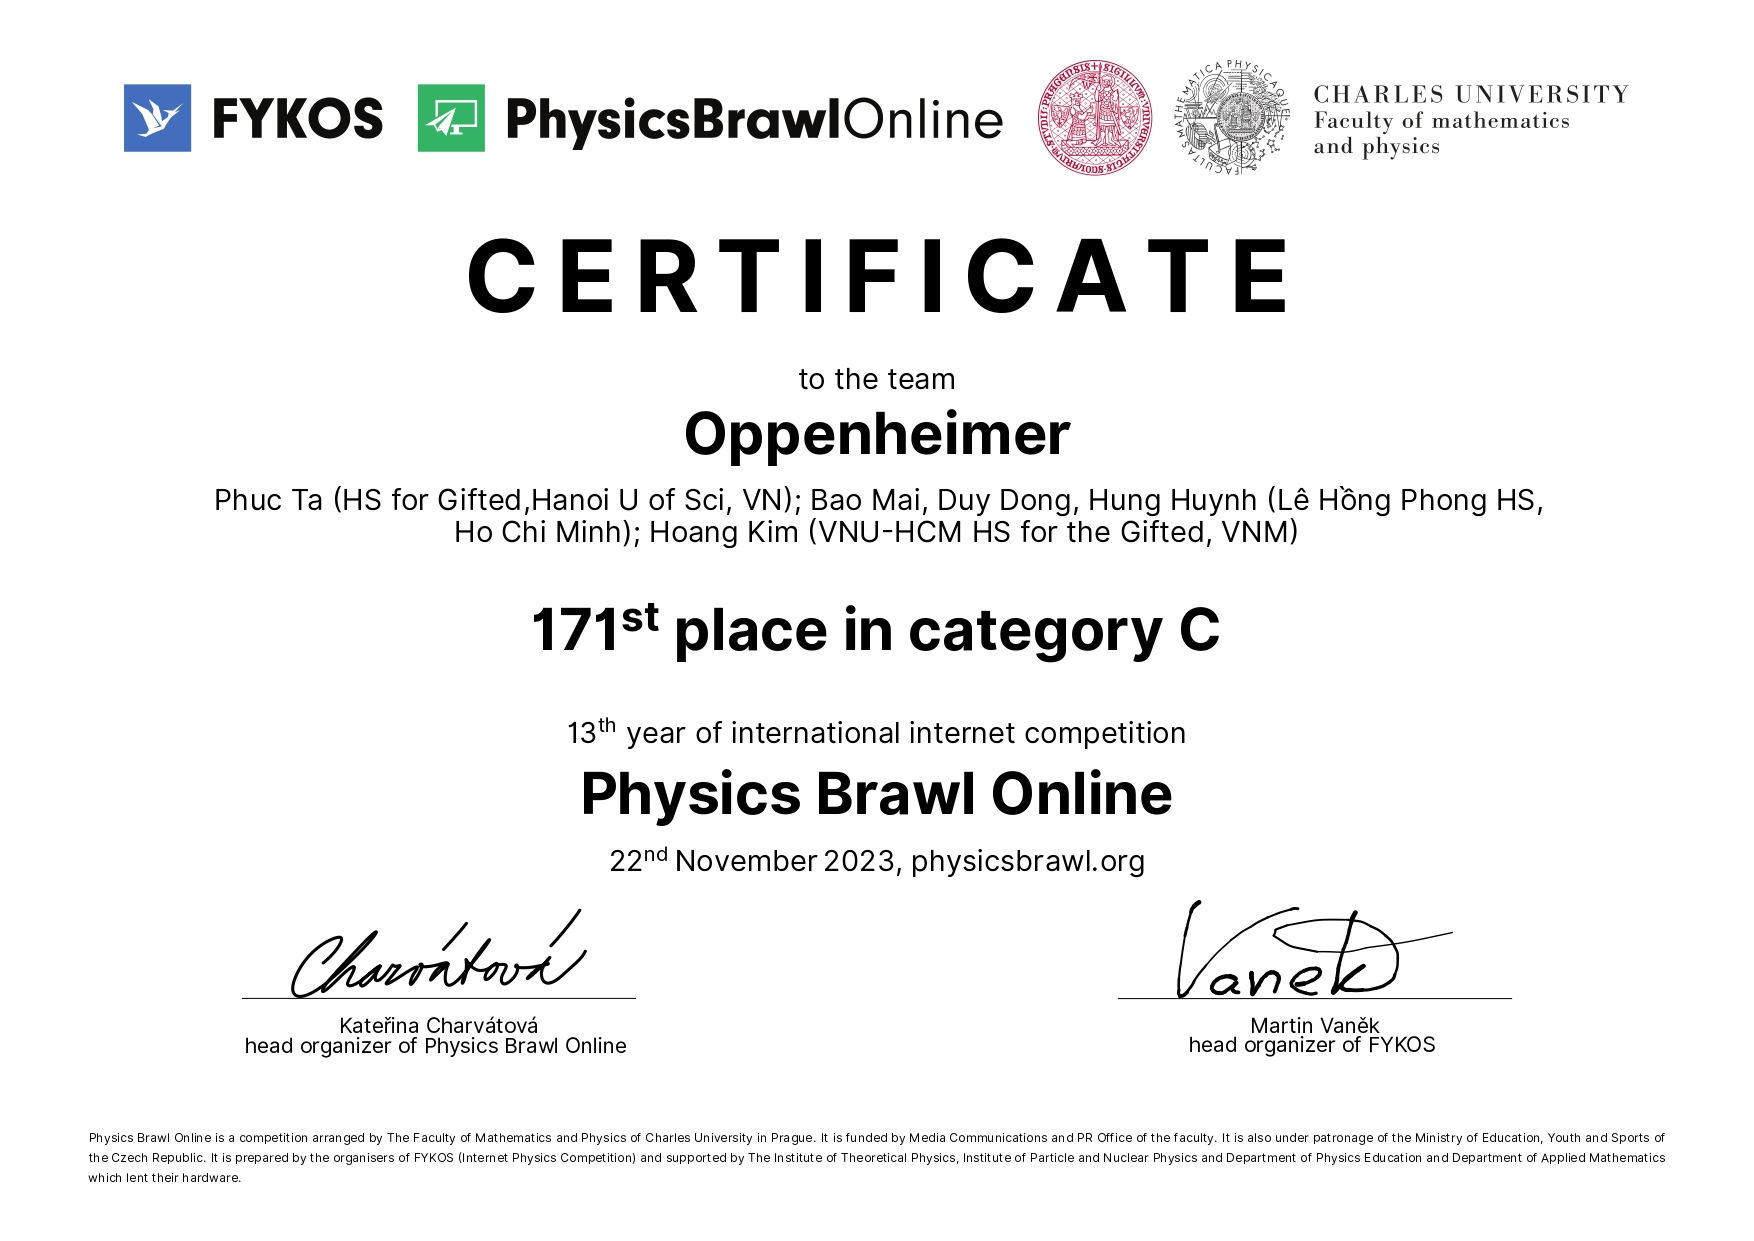 FYKOS PhysicsBrawlOnline
CHARLES UNIVERSITY
Faculty of mathematics
and physics
CERTIFICATE
to the team
Oppenheimer
Phuc Ta (HS for Gifted,Hanoi U of Sci, VN); Bao Mai, Duy Dong, Hung Huynh (Lê Hồng Phong HS,
Ho Chi Minh); Hoang Kim (VNU-HCM HS for the Gifted, VNM)
171st place in category C
13th year of international internet competition
Physics Brawl Online
22nd November 2023, physicsbrawl.org
Charvátová
Vanek
Kateřina Charvátová
head organizer of Physics Brawl Online
Martin Vaněk
head organizer of FYKOS
Physics Brawl Online is a competition arranged by The Faculty of Mathematics and Physics of Charles University in Prague. It is funded by Media Communications and PR Office of the faculty. It is also under patronage of the Ministry of Education, Youth and Sports of
the Czech Republic. It is prepared by the organisers of FYKOS (Internet Physics Competition) and supported by The Institute of Theoretical Physics, Institute of Particle and Nuclear Physics and Department of Physics Education and Department of Applied Mathematics
which lent their hardware.